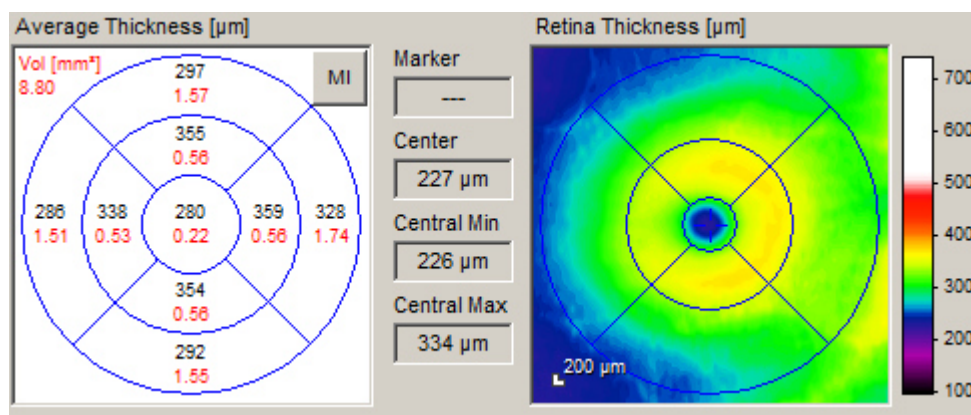 Average Thickness [µm]
Vol [mm³]
8.80
MI
297
1.57
355
0.56
286 338 280 359 328
1.51 0.53 0.22 0.56 1.74
354
0.56
292
1.55
Marker
---
Center
227 µm
Central Min
226 µm
Central Max
334 µm
Retina Thickness [µm]
200 µm
700
600
500
400
300
200
100